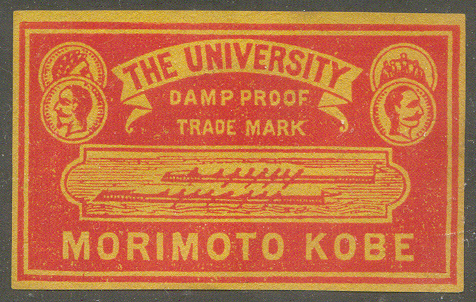 THE UNIVERSITY
DAMP PROOF
TRADE MARK
MORIMOTO KOBE